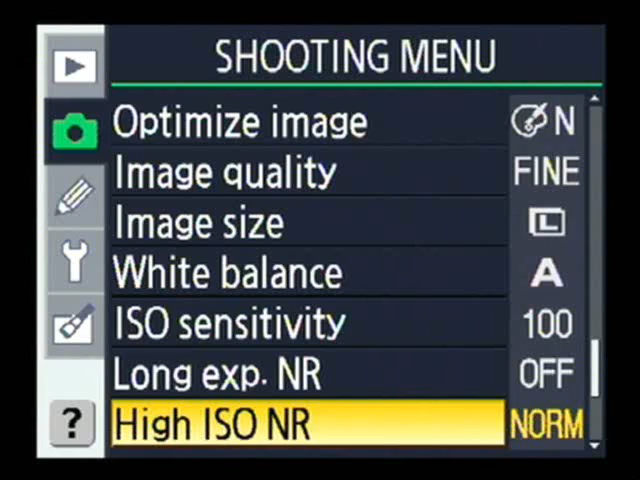 SHOOTING MENU
Optimize image N
Image quality FINE
Image size L
White balance A
ISO sensitivity 100
Long exp. NR OFF
High ISO NR NORM
?